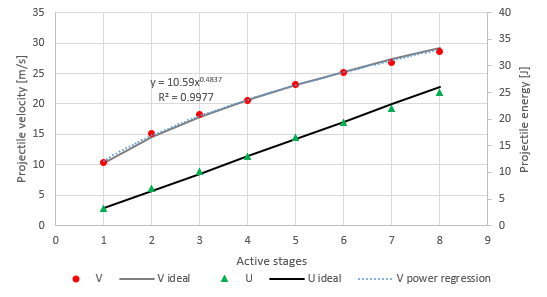 35
30
25
20
15
10
5
0
Projectile velocity [m/s]
y = 10.59x^0.4837
R² = 0.9977
40
35
30
25
20
15
10
5
0
Projectile energy [J]
0 1 2 3 4 5 6 7 8 9
Active stages
V V ideal U U ideal V power regression